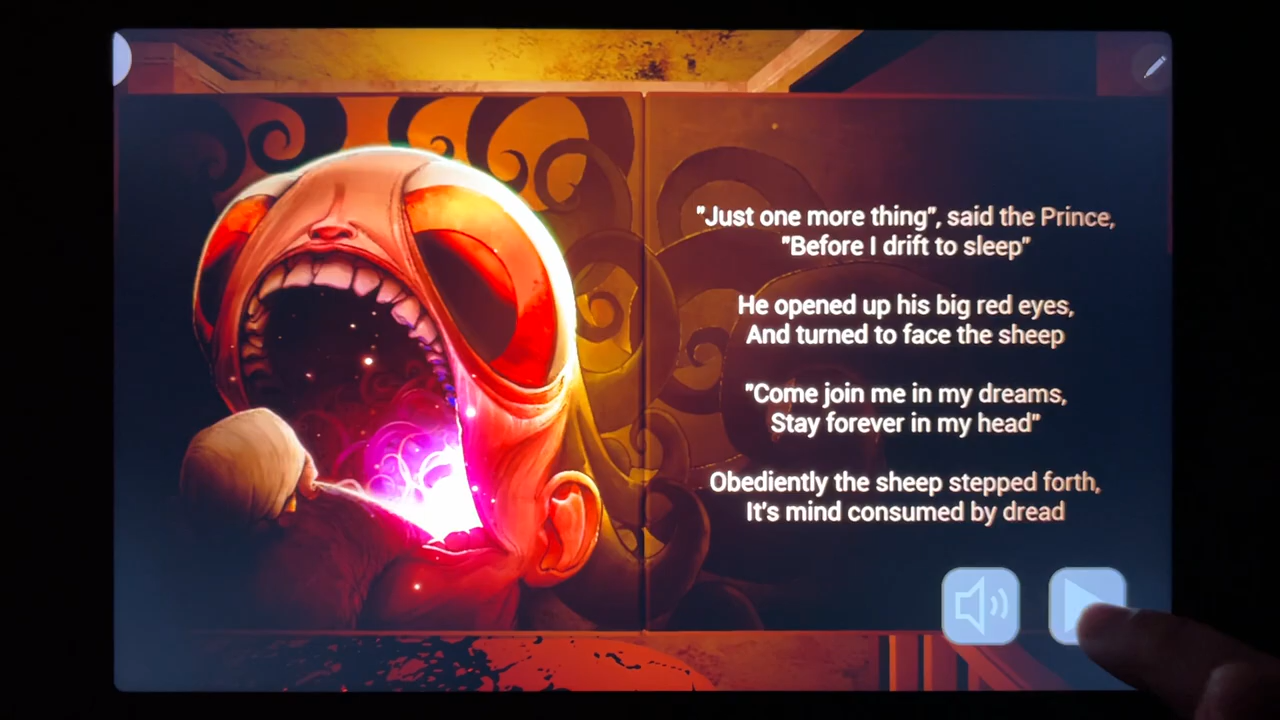 "Just one more thing", said the Prince,
"Before I drift to sleep"
He opened up his big red eyes,
And turned to face the sheep
"Come join me in my dreams,
Stay forever in my head"
Obediently the sheep stepped forth,
It's mind consumed by dread